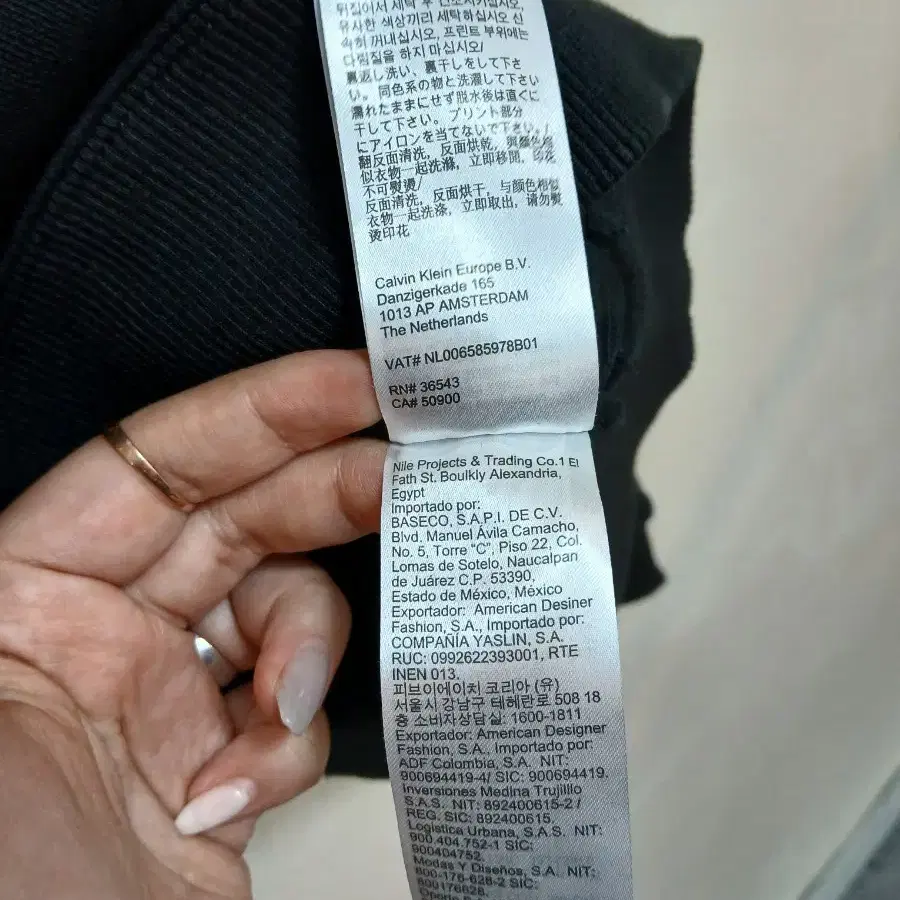 뒤집어서 세탁 후 건조시키십시오,
유사한 색상끼리 세탁하십시오 신
속히 꺼내십시오, 프린트 부위에는
다림질을 하지 마십시오/
裏返し洗い、裏干しをして下さ
い。 同色系の物と洗濯して下さい
濡れたままにせず脱水後は直ぐに
干して下さい。 プリント部分
にアイロンを当てないで下さい。/
翻反面清洗, 反面烘乾, 與顏色相
似衣物一起洗滌, 立即移開, 印花
不可熨燙/
反面清洗, 反面烘干, 与颜色相似
衣物一起洗涤, 立即取出, 请勿熨
烫印花
Calvin Klein Europe B.V.
Danzigerkade 165
1013 AP AMSTERDAM
The Netherlands
VAT# NL006585978B01
RN# 36543
CA# 50900
Nile Projects & Trading Co.1 El
Fath St. Boulkly Alexandria,
Egypt
Importado por:
BASECO, S.A.P.I. DE C.V.
Blvd. Manuel Ávila Camacho,
No. 5, Torre "C", Piso 22, Col.
Lomas de Sotelo, Naucalpan
de Juárez C.P. 53390,
Estado de México, México
Exportador: American Desiner
Fashion, S.A., Importado por:
COMPAÑÍA YASLIN, S.A.
RUC: 0992622393001, RTE
INEN 013.
피브이에이치 코리아 (유)
서울시 강남구 테헤란로 508 18
층 소비자상담실: 1600-1811
Exportador: American Designer
Fashion, S.A., Importado por:
ADF Colombia, S.A. NIT:
900694419-4/ SIC: 900694419.
Inversiones Medina Trujillo
S.A.S. NIT: 892400615-2 /
REG. SIC: 892400615.
Logistica Urbana, S.A.S. NIT:
900.404.752-1 SIC:
900404752.
Modas Y Diseños, S.A. NIT:
800-176-628-2 SIC:
800176628.